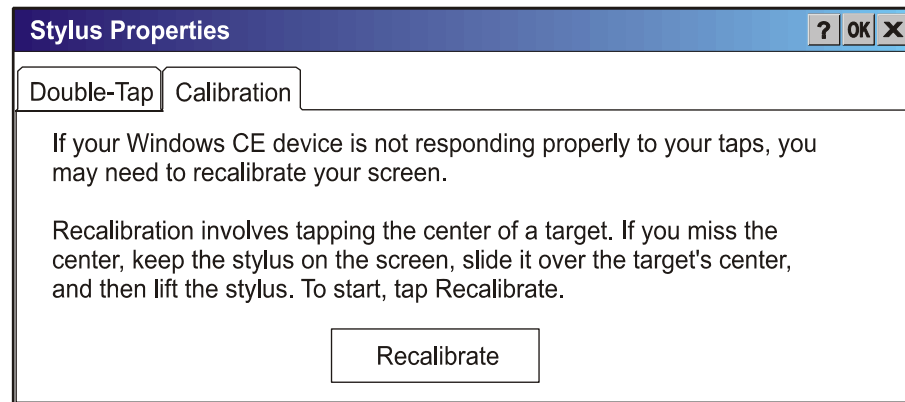 Stylus Properties ? OK X
Double-Tap Calibration
If your Windows CE device is not responding properly to your taps, you
may need to recalibrate your screen.
Recalibration involves tapping the center of a target. If you miss the
center, keep the stylus on the screen, slide it over the target's center,
and then lift the stylus. To start, tap Recalibrate.
Recalibrate